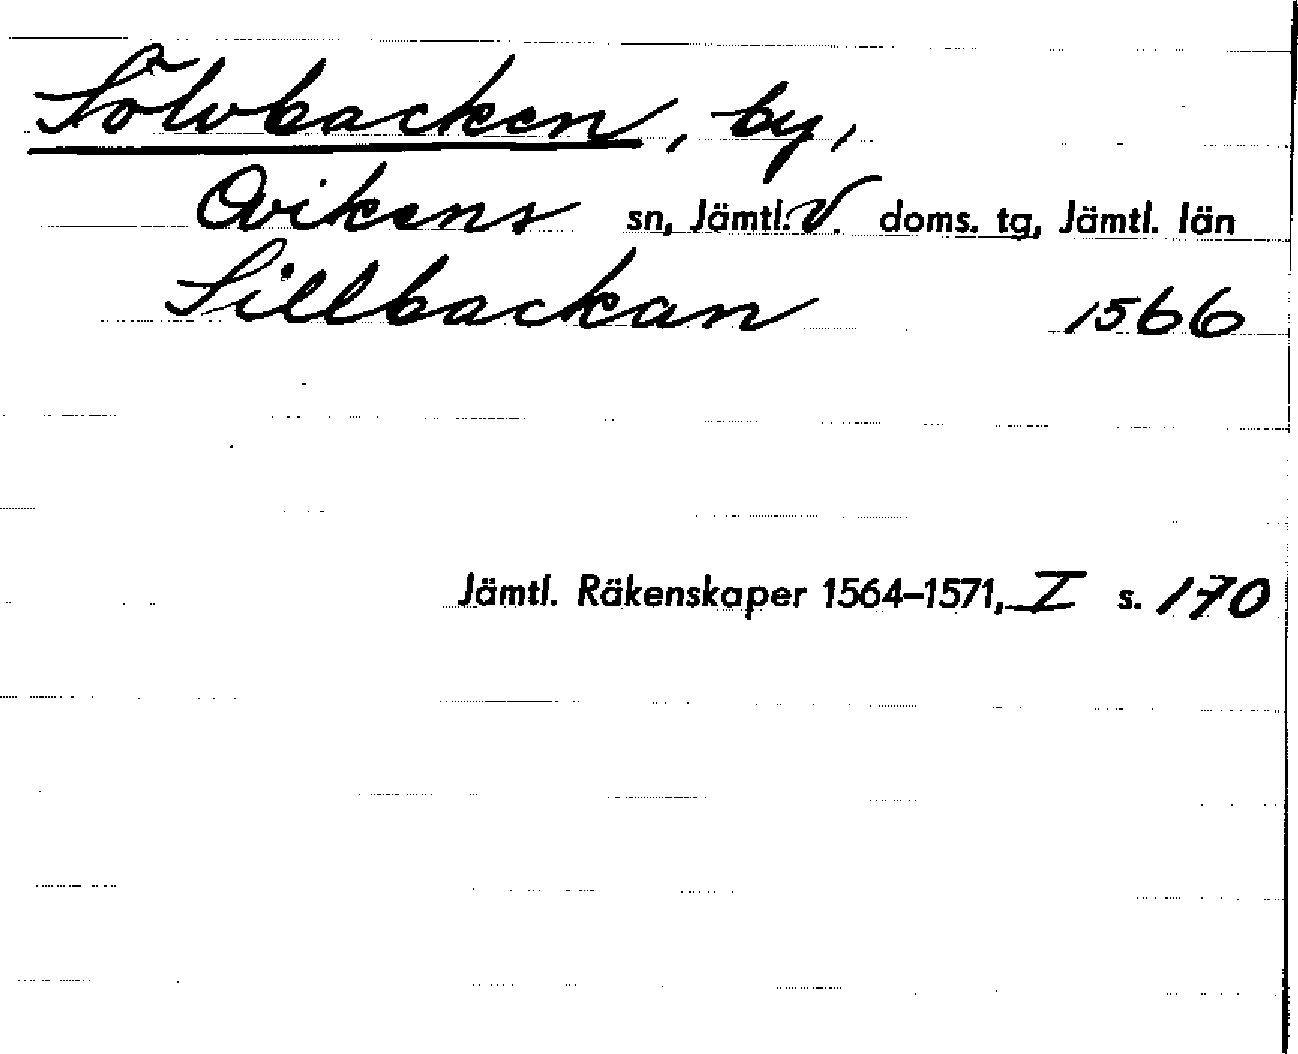 Sölvbacken, by,
Ovikens sn, Jämtl. V. doms. tg, Jämtl. län
Sillbackan 1566
Jämtl. Räkenskaper 1564–1571, I s. 170